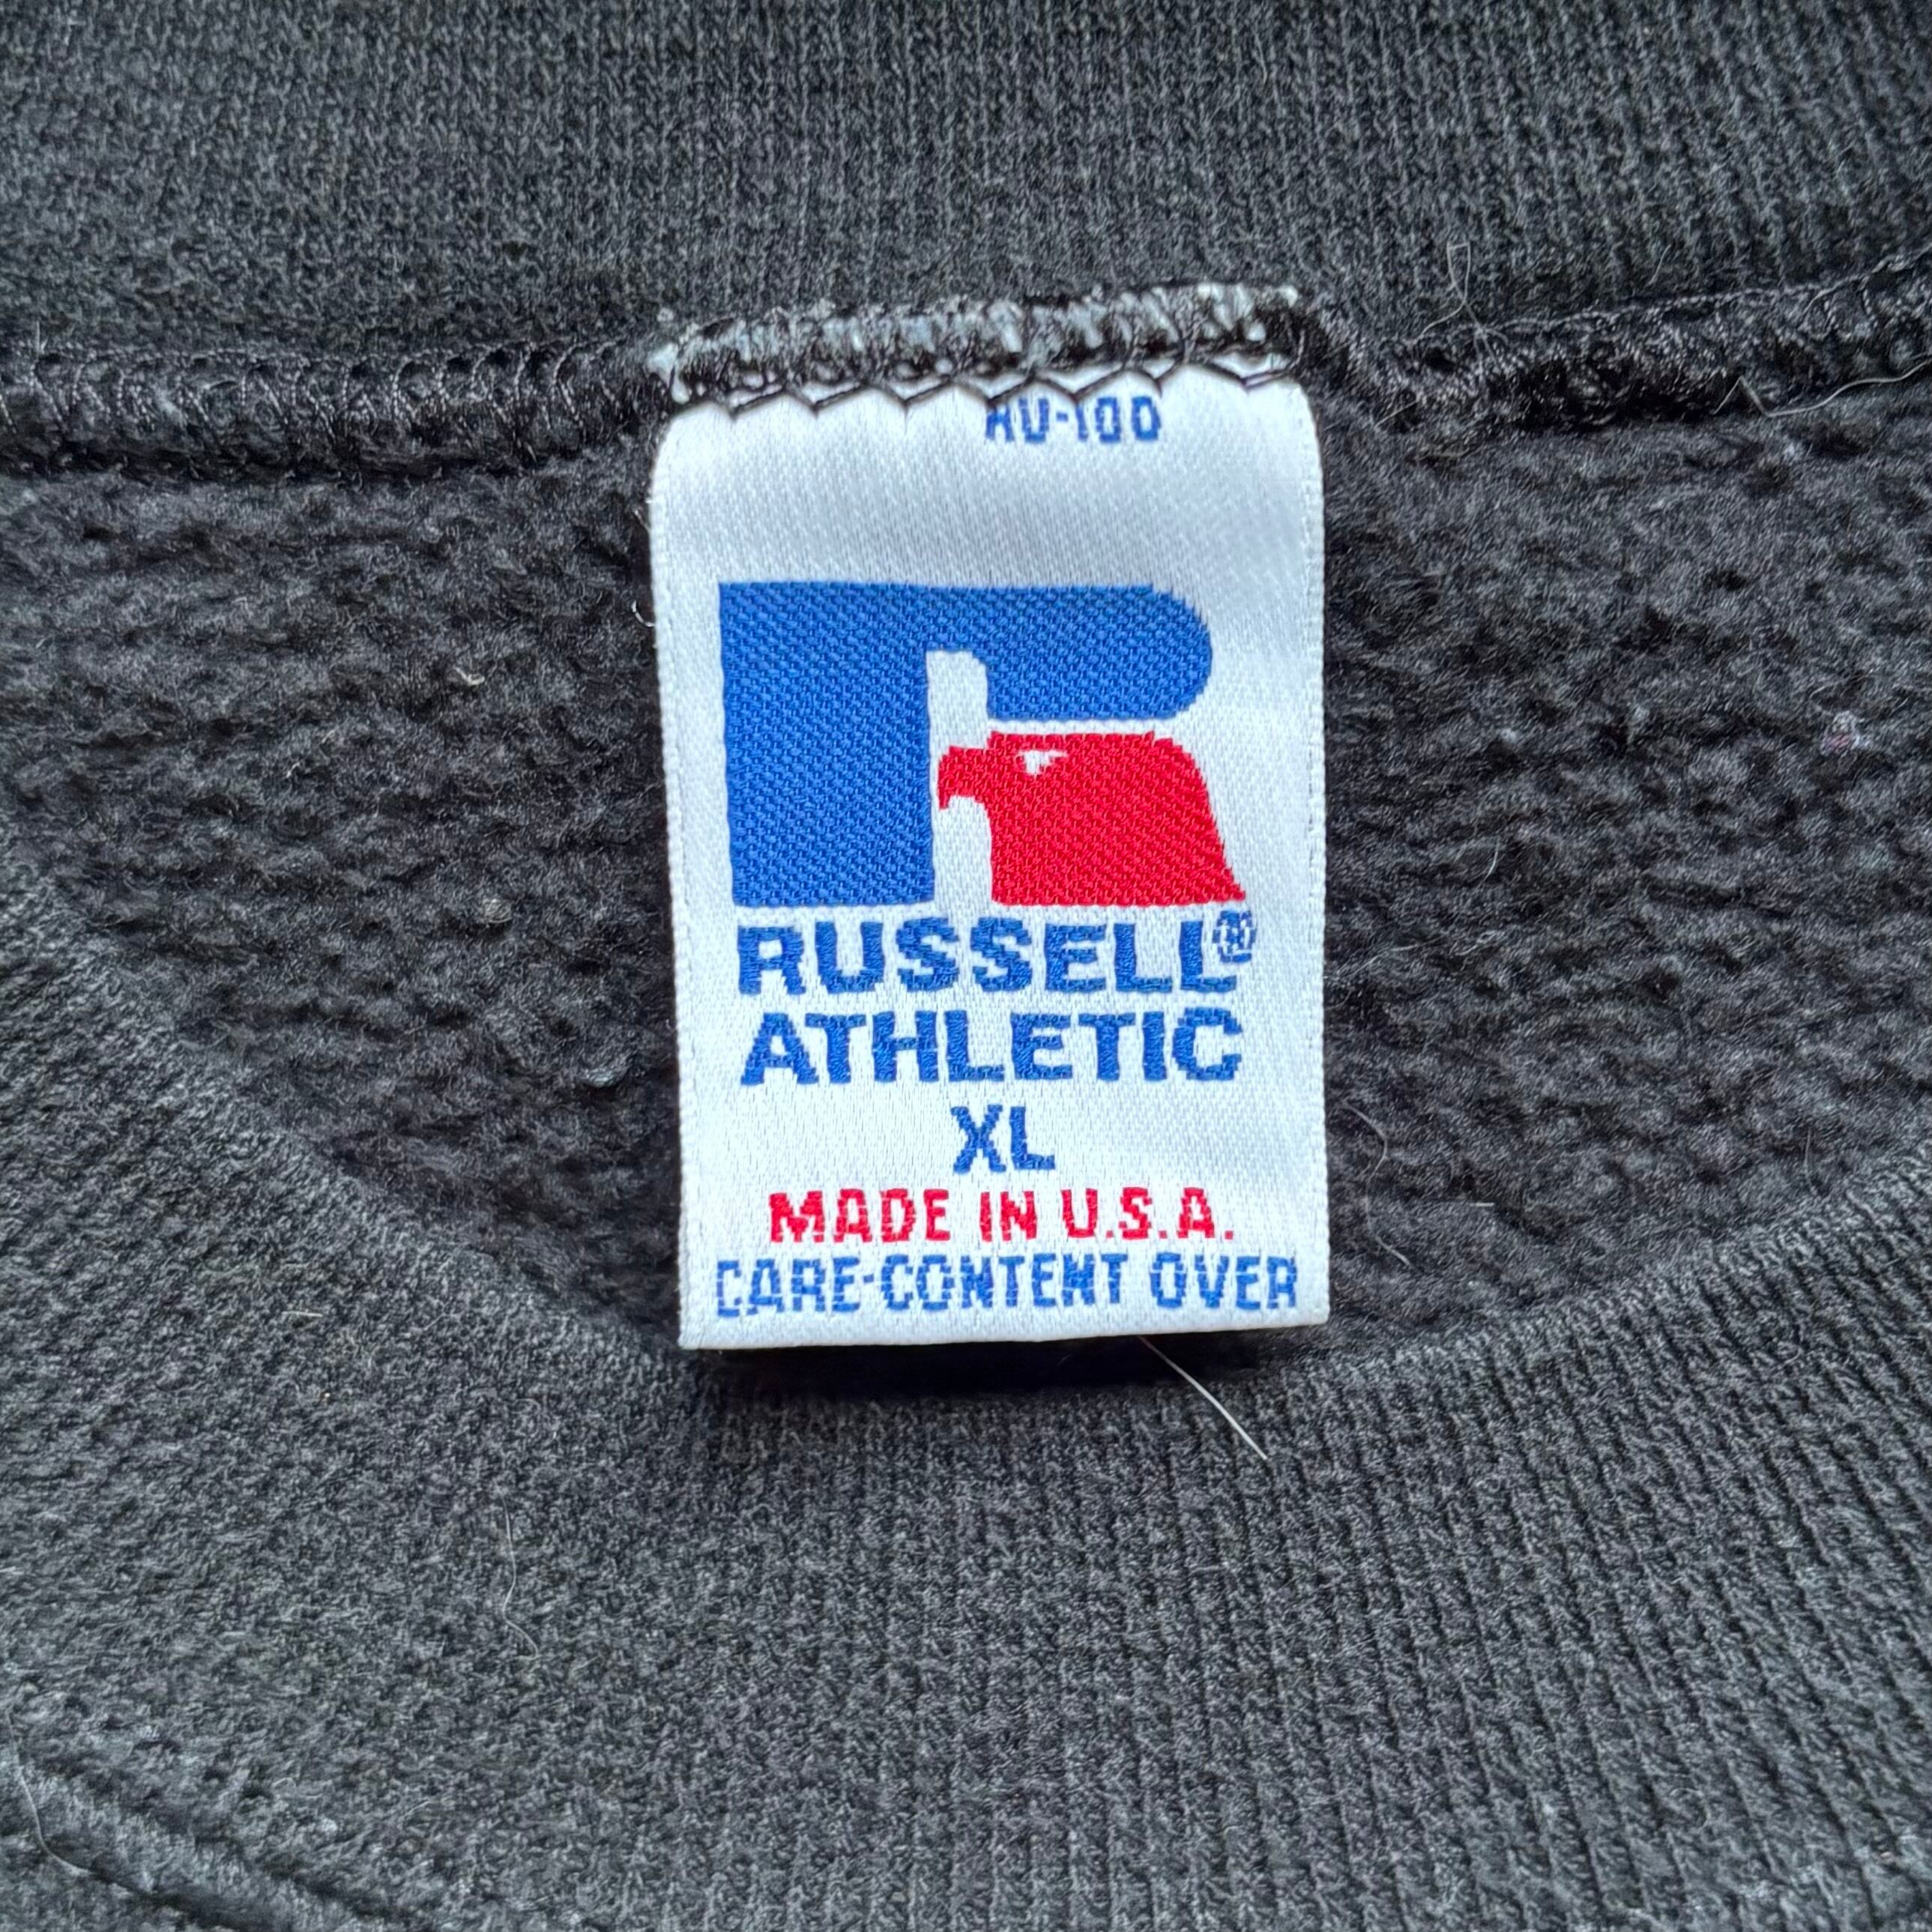 RU-100
RUSSELL®
ATHLETIC
XL
MADE IN U.S.A.
CARE-CONTENT OVER